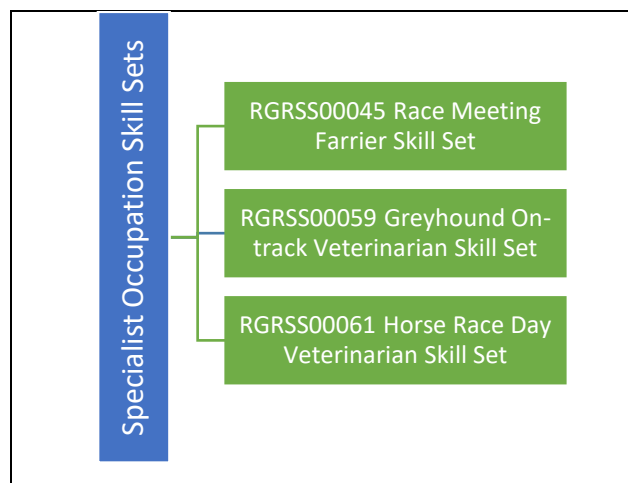 Specialist Occupation Skill Sets
RGRSS00045 Race Meeting
Farrier Skill Set
RGRSS00059 Greyhound On-
track Veterinarian Skill Set
RGRSS00061 Horse Race Day
Veterinarian Skill Set